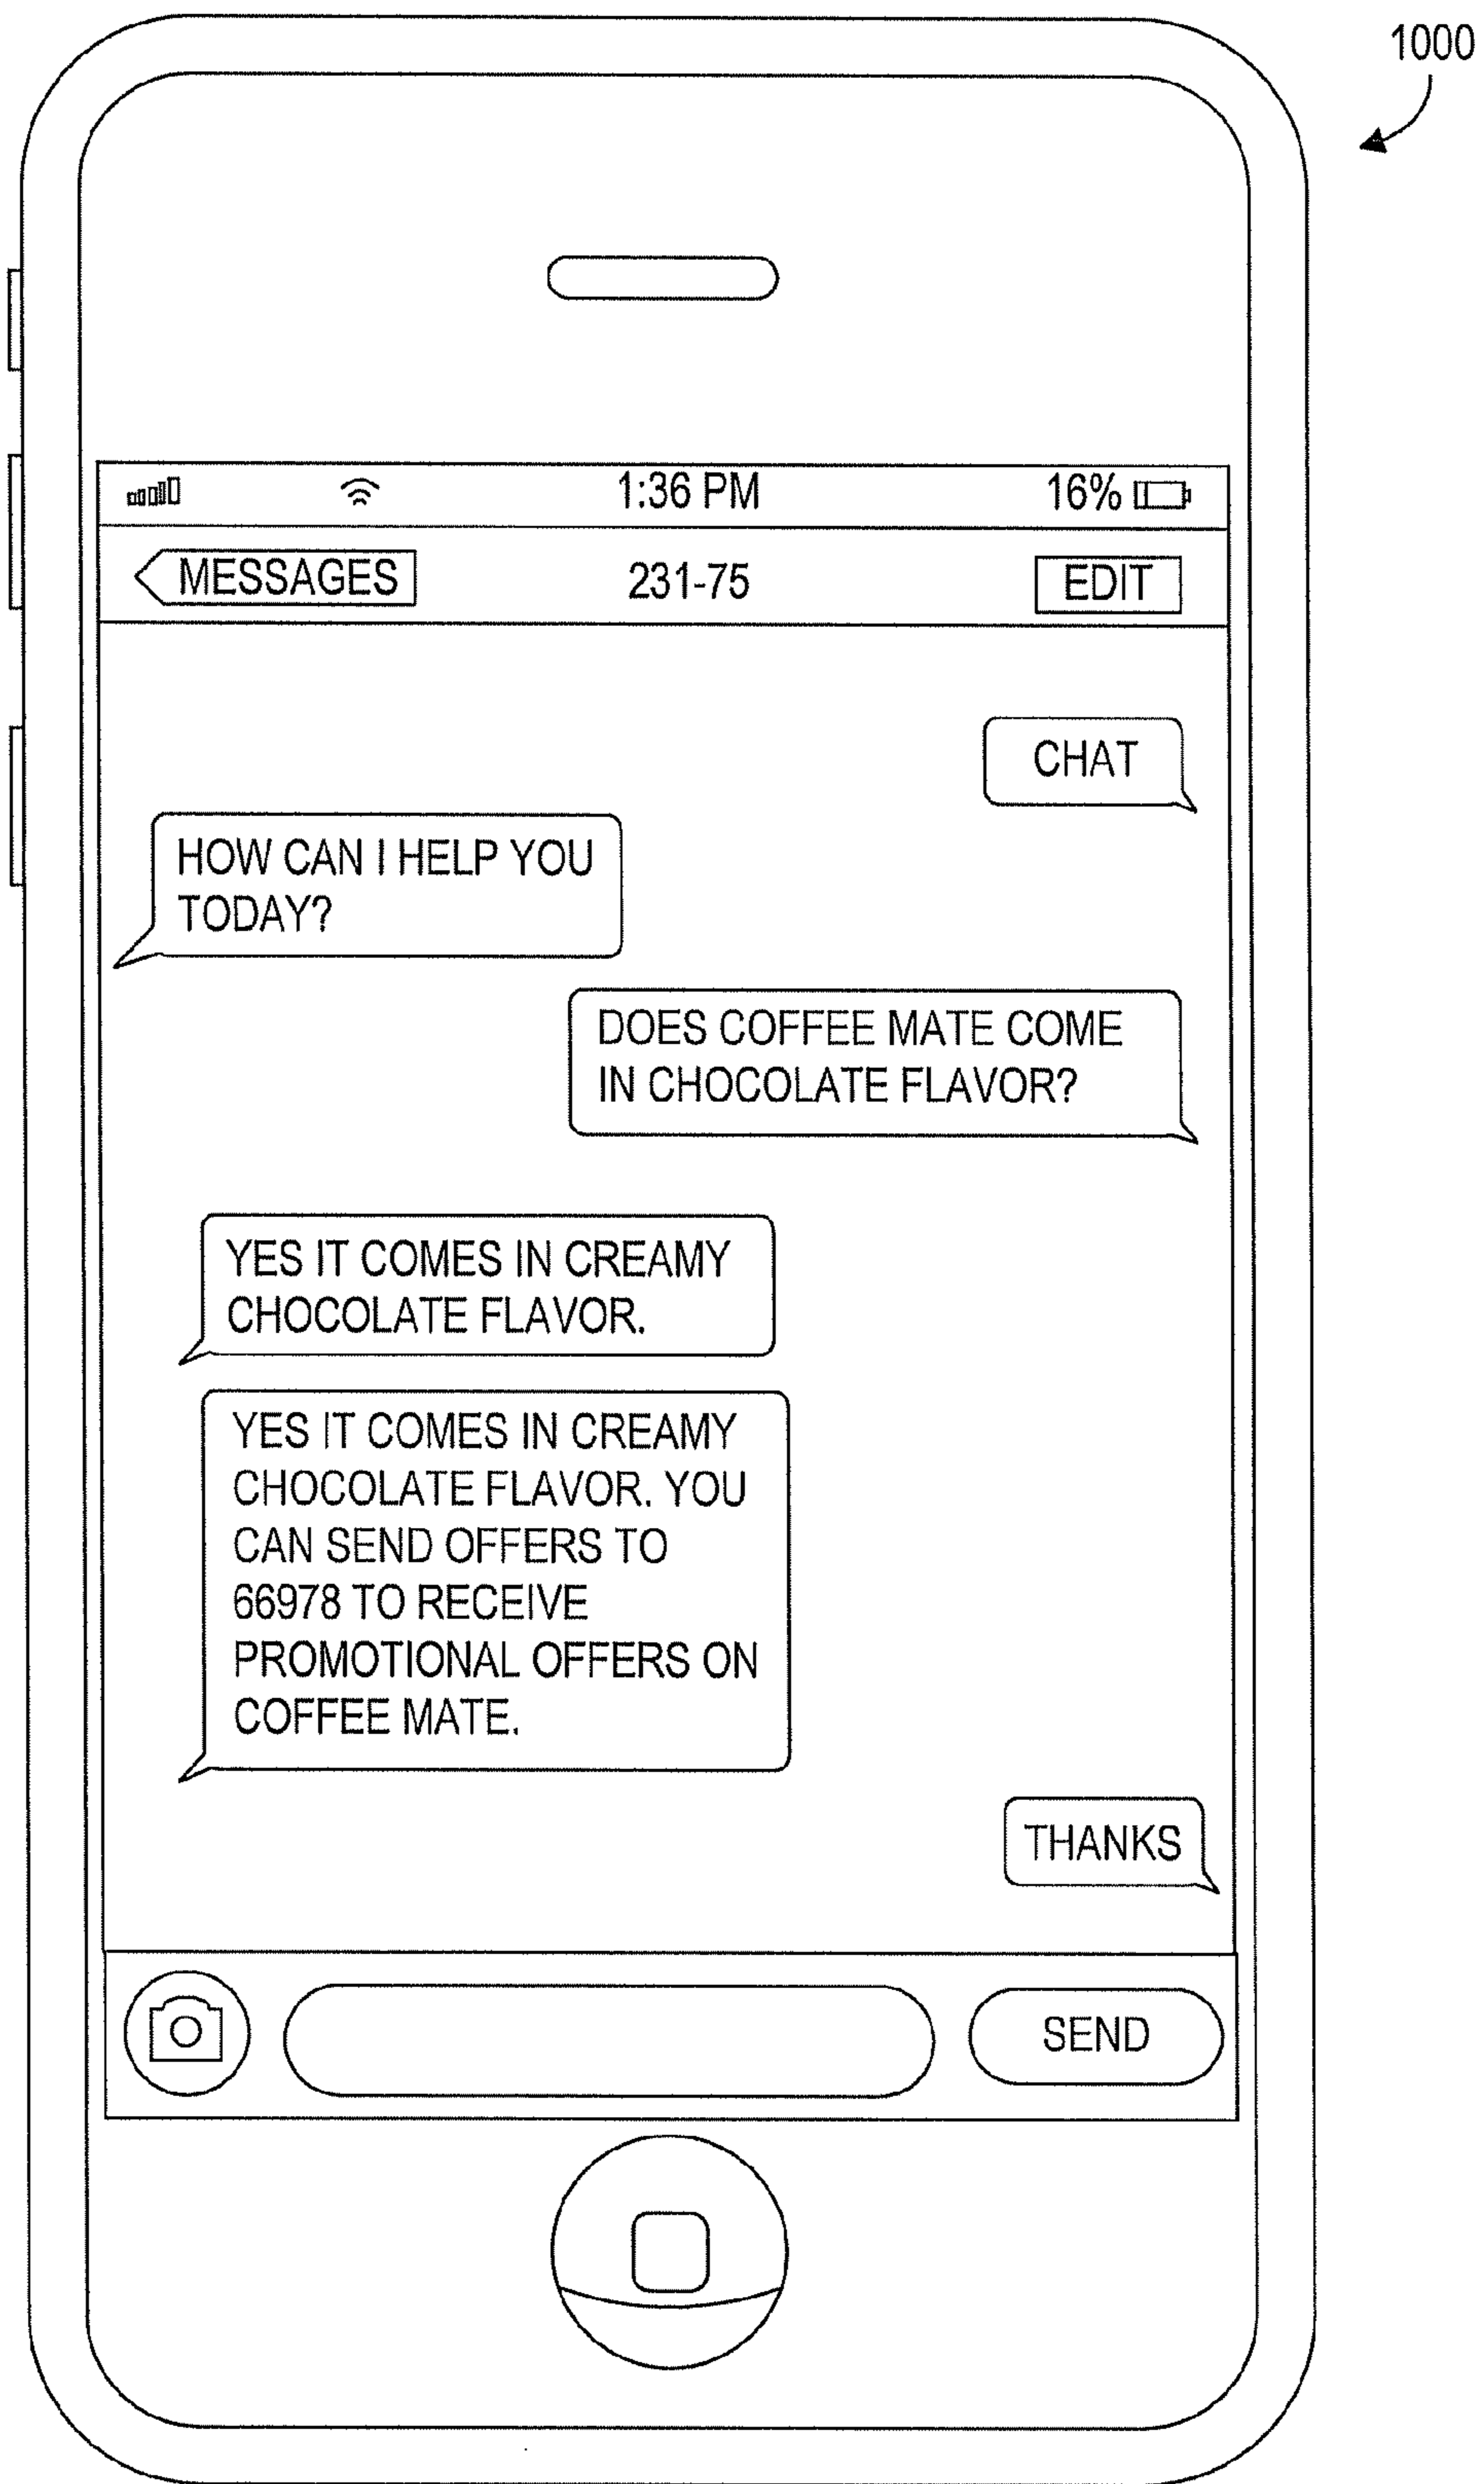 1000
1:36 PM
16%
MESSAGES
231-75
EDIT
CHAT
HOW CAN I HELP YOU
TODAY?
DOES COFFEE MATE COME
IN CHOCOLATE FLAVOR?
YES IT COMES IN CREAMY
CHOCOLATE FLAVOR.
YES IT COMES IN CREAMY
CHOCOLATE FLAVOR. YOU
CAN SEND OFFERS TO
66978 TO RECEIVE
PROMOTIONAL OFFERS ON
COFFEE MATE.
THANKS
SEND